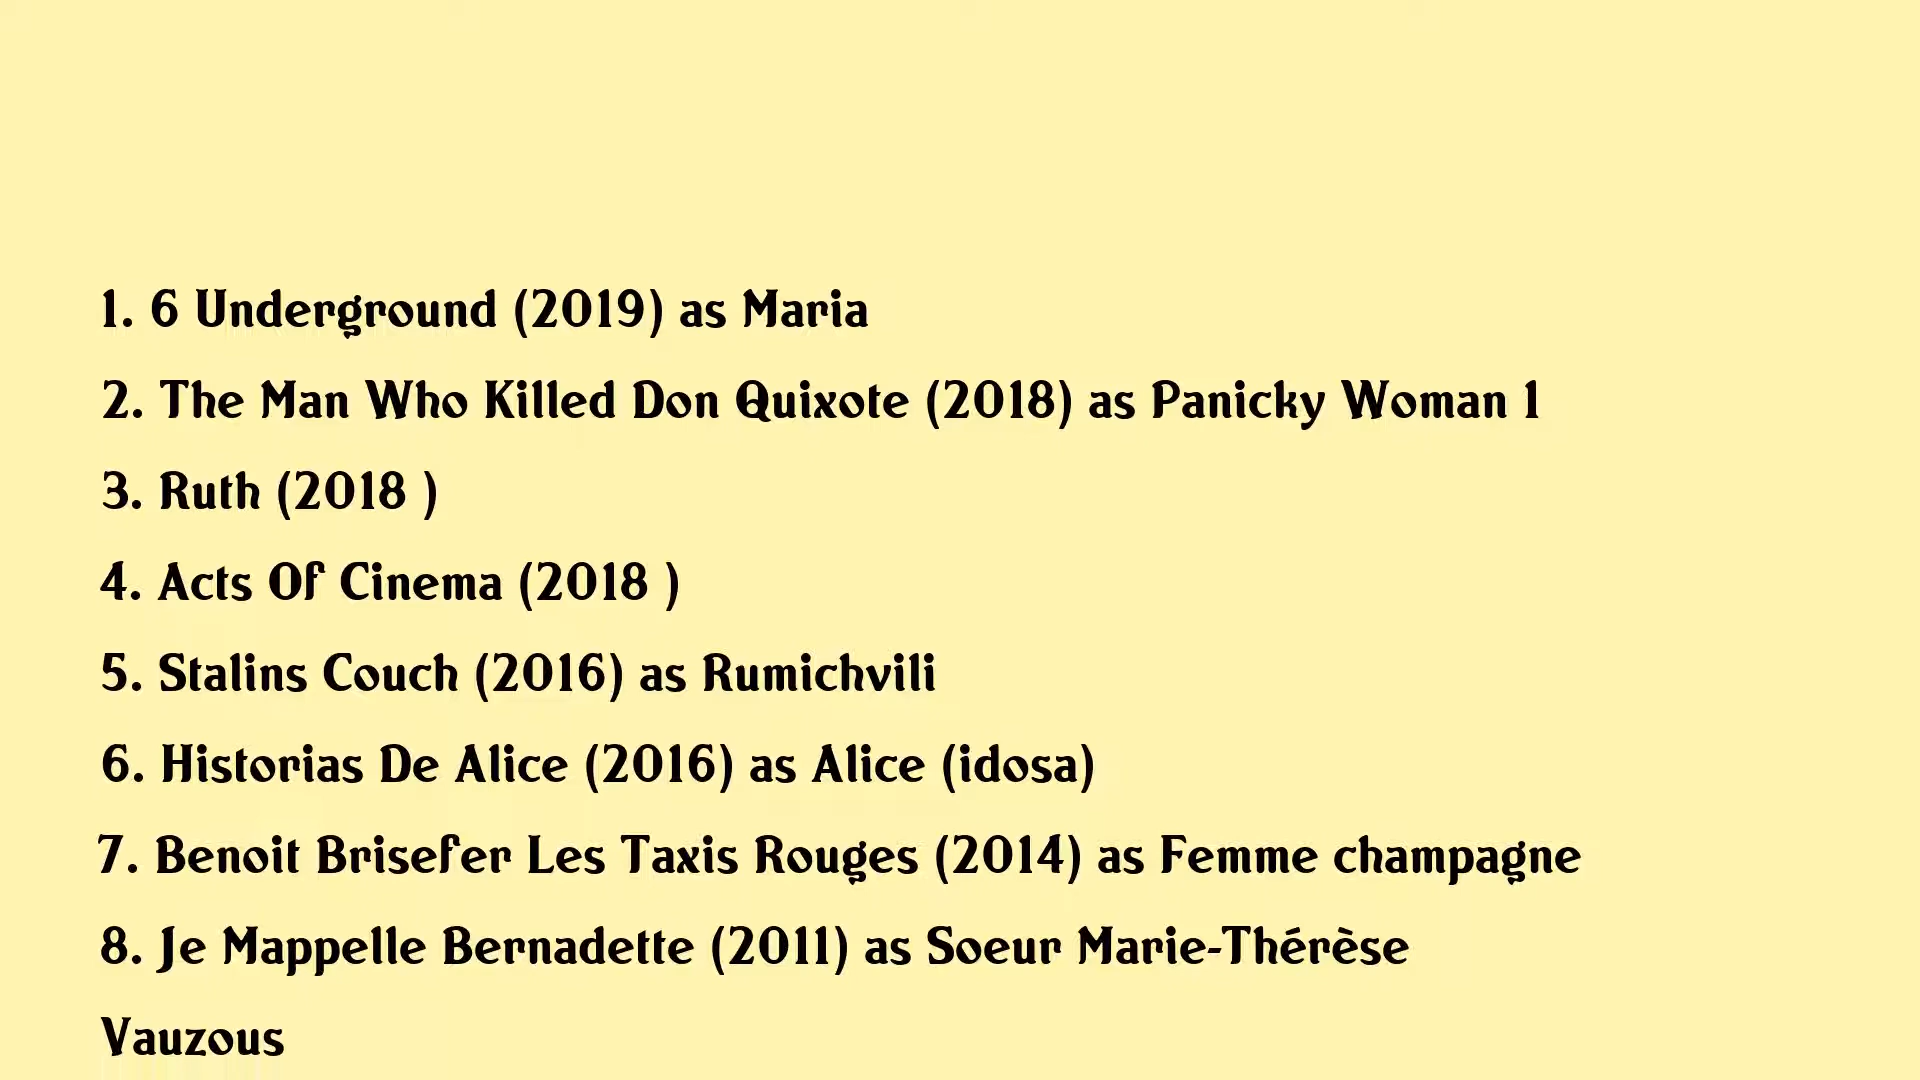 1. 6 Underground (2019) as Maria
2. The Man Who Killed Don Quixote (2018) as Panicky Woman 1
3. Ruth (2018 )
4. Acts Of Cinema (2018 )
5. Stalins Couch (2016) as Rumichvili
6. Historias De Alice (2016) as Alice (idosa)
7. Benoit Brisefer Les Taxis Rouges (2014) as Femme champagne
8. Je Mappelle Bernadette (2011) as Soeur Marie-Thérèse
Vauzous